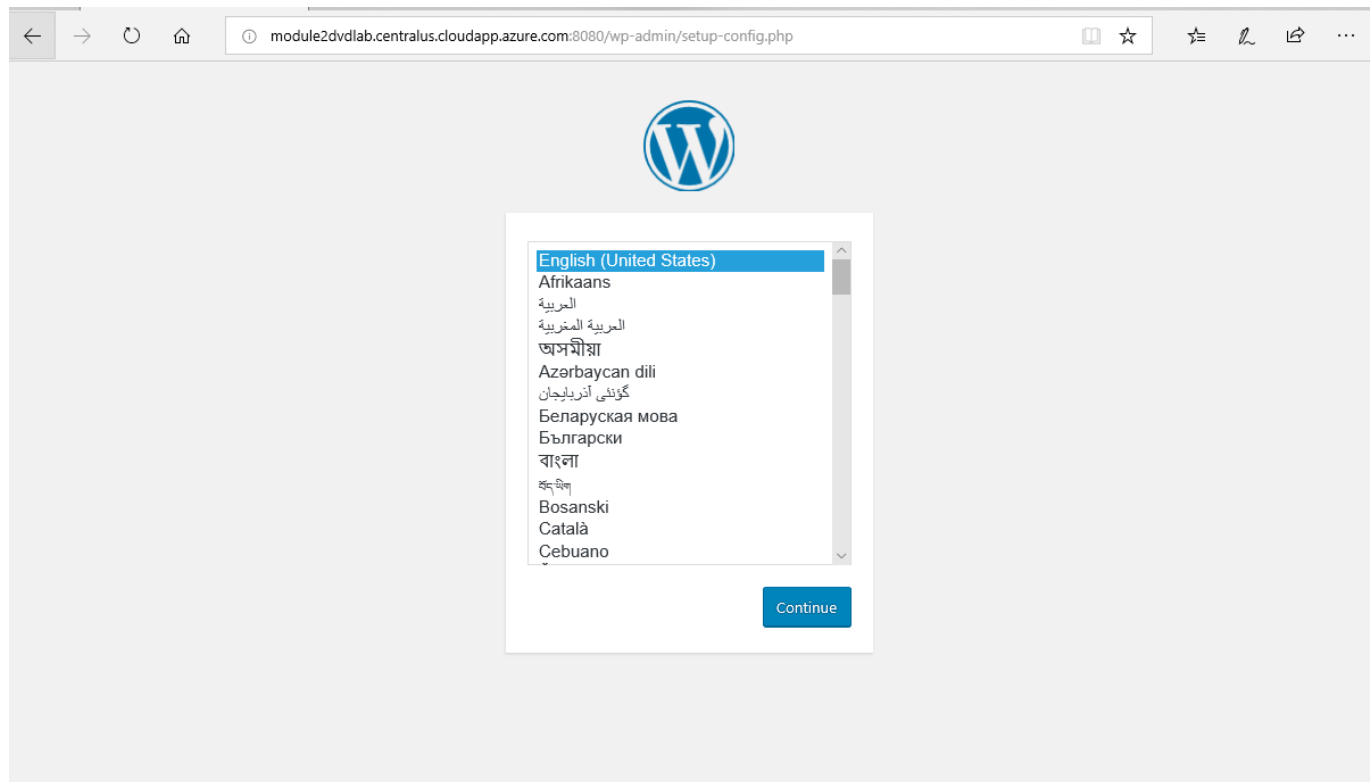 module2dvdlab.centralus.cloudapp.azure.com:8080/wp-admin/setup-config.php
English (United States)
Afrikaans
العربية
العربية المغربية
অসমীয়া
Azərbaycan dili
گؤنئی آذربایجان
Беларуская мова
Български
বাংলা
བོད་ཡིག
Bosanski
Català
Cebuano
Continue